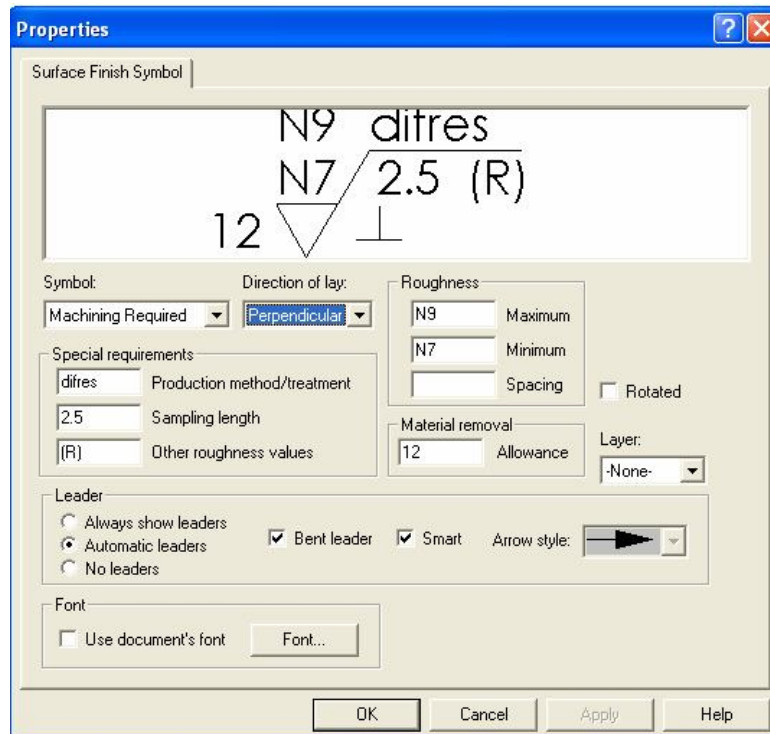 Properties
Surface Finish Symbol
N9 difres
N7 2.5 (R)
12
Symbol:
Machining Required
Direction of lay:
Perpendicular
Special requirements
difres Production method/treatment
2.5 Sampling length
(R) Other roughness values
Roughness
N9 Maximum
N7 Minimum
Spacing
Material removal
12 Allowance
Rotated
Layer:
-None-
Leader
Always show leaders
Automatic leaders
No leaders
Bent leader
Smart
Arrow style:
Font
Use document's font
Font...
OK
Cancel
Apply
Help